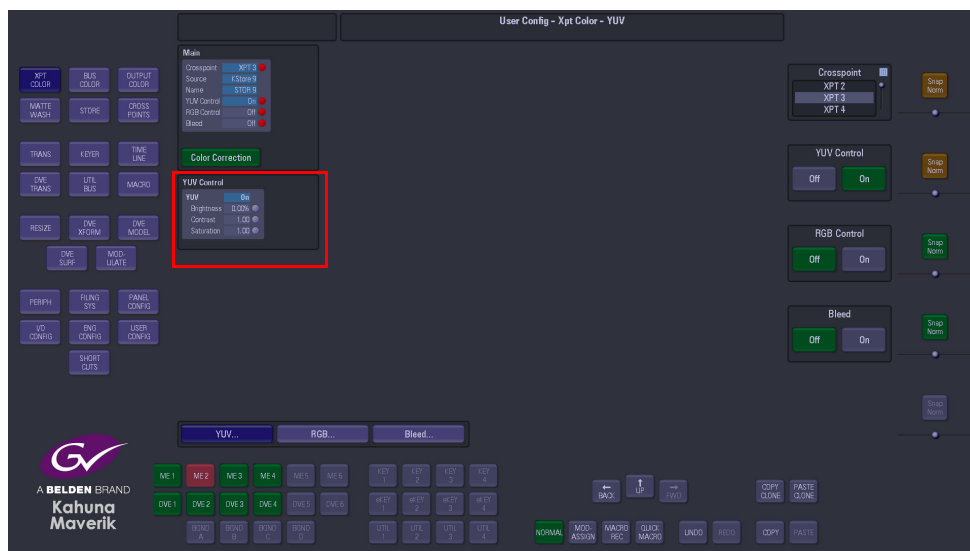 User Config - Xpt Color - YUV
Main
Crosspoint XPT 3
Source KStore 9
Name STOR 9
YUV Control On
RGB Control Off
Bleed Off
Color Correction
YUV Control
YUV On
Brightness 0.00%
Contrast 1.00
Saturation 1.00
XPT COLOR
BUS COLOR
OUTPUT COLOR
MATTE WASH
STORE
CROSS POINTS
TRANS
KEYER
TIME LINE
DVE TRANS
UTIL BUS
MACRO
RESIZE
DVE XFORM
DVE MODEL
DVE SURF
MOD- ULATE
PERIPH
FILING SYS
PANEL CONFIG
I/O CONFIG
ENG CONFIG
USER CONFIG
SHORT CUTS
Crosspoint
XPT 2
XPT 3
XPT 4
Snap Norm
YUV Control
Off On
Snap Norm
RGB Control
Off On
Snap Norm
Bleed
Off On
Snap Norm
Snap Norm
YUV... RGB... Bleed...
GV
A BELDEN BRAND
Kahuna
Maverik
ME 1 ME 2 ME 3 ME 4 ME 5 ME 6
DVE 1 DVE 2 DVE 3 DVE 4 DVE 5 DVE 6
BGND A BGND B BGND C BGND D
KEY 1 KEY 2 KEY 3 KEY 4
eKEY 1 eKEY 2 eKEY 3 eKEY 4
UTIL 1 UTIL 2 UTIL 3 UTIL 4
← BACK ↑ UP → FWD
COPY CLONE PASTE CLONE
NORMAL MOD- ASSIGN MACRO REC QUICK MACRO UNDO REDO COPY PASTE